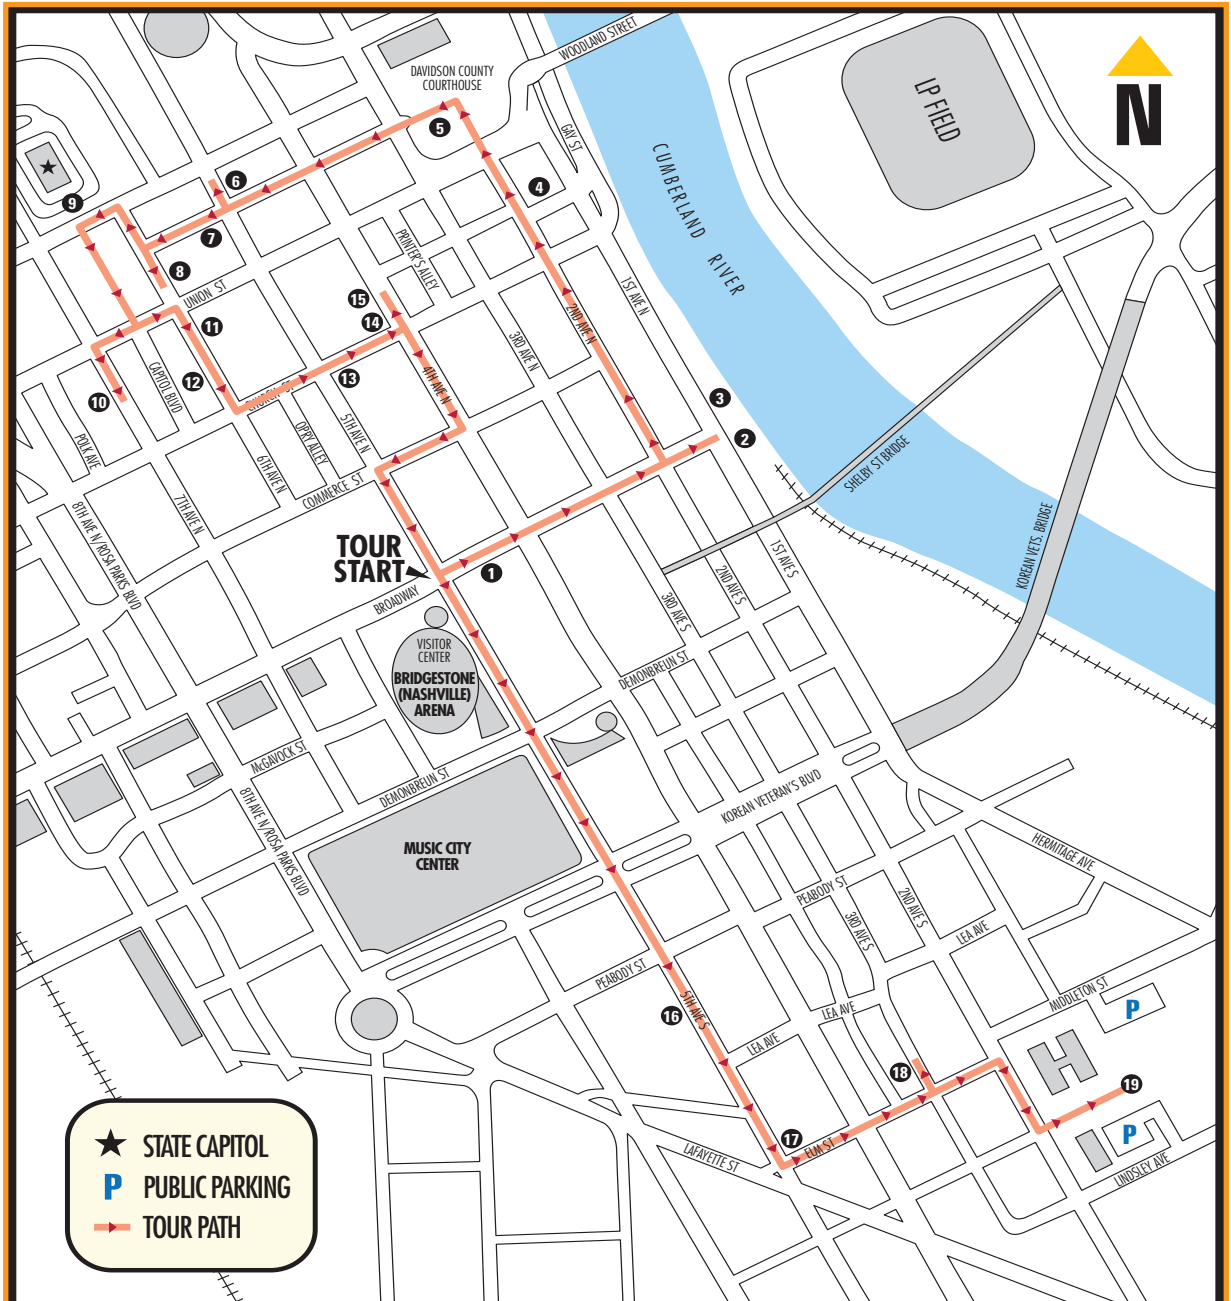 WOODLAND STREET
DAVIDSON COUNTY
COURTHOUSE
LP FIELD
N
GAY ST
CUMBERLAND RIVER
5
4
6
9
7
8
PRINTER'S ALLEY
UNION ST
1ST AVE N
2ND AVE N
15
14
11
3RD AVE N
12
13
CAPITOL BLVD
4TH AVE N
10
CHURCH ST
3
2
POLK AVE
OPRY ALLEY
5TH AVE N
6TH AVE N
SHELBY ST BRIDGE
COMMERCE ST
7TH AVE N
8TH AVE N/ROSA PARKS BLVD
KOREAN VETS. BRIDGE
TOUR
START
1
1ST AVE S
2ND AVE S
3RD AVE S
BROADWAY
VISITOR
CENTER
BRIDGESTONE
(NASHVILLE)
ARENA
DEMONBREUN ST
McGAVOCK ST
DEMONBREUN ST
8TH AVE N/ROSA PARKS BLVD
KOREAN VETERAN'S BLVD
MUSIC CITY
CENTER
HERMITAGE AVE
PEABODY ST
2ND AVE S
3RD AVE S
LEA AVE
PEABODY ST
MIDDLETON ST
P
5TH AVE S
16
LEA AVE
LEA AVE
18
19
17
ELM ST
P
LAFAYETTE ST
LINDSLEY AVE
STATE CAPITOL
P PUBLIC PARKING
TOUR PATH